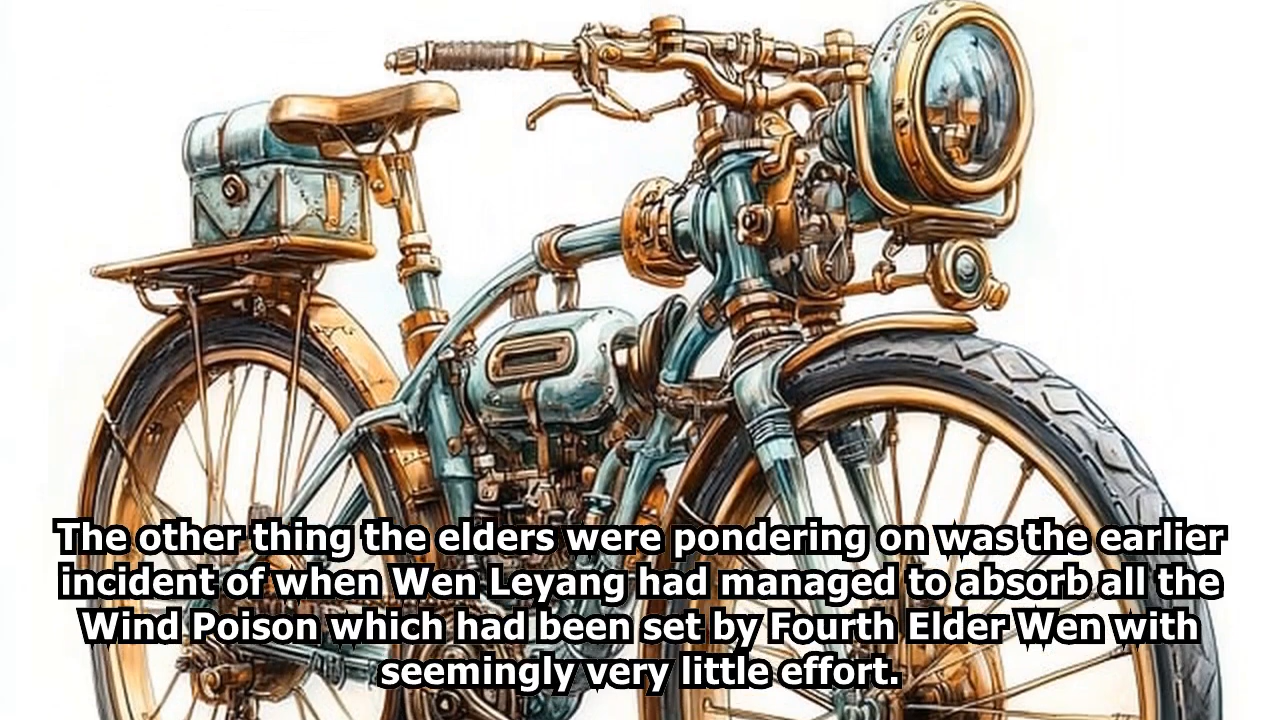 The other thing the elders were pondering on was the earlier
incident of when Wen Leyang had managed to absorb all the
Wind Poison which had been set by Fourth Elder Wen with
seemingly very little effort.